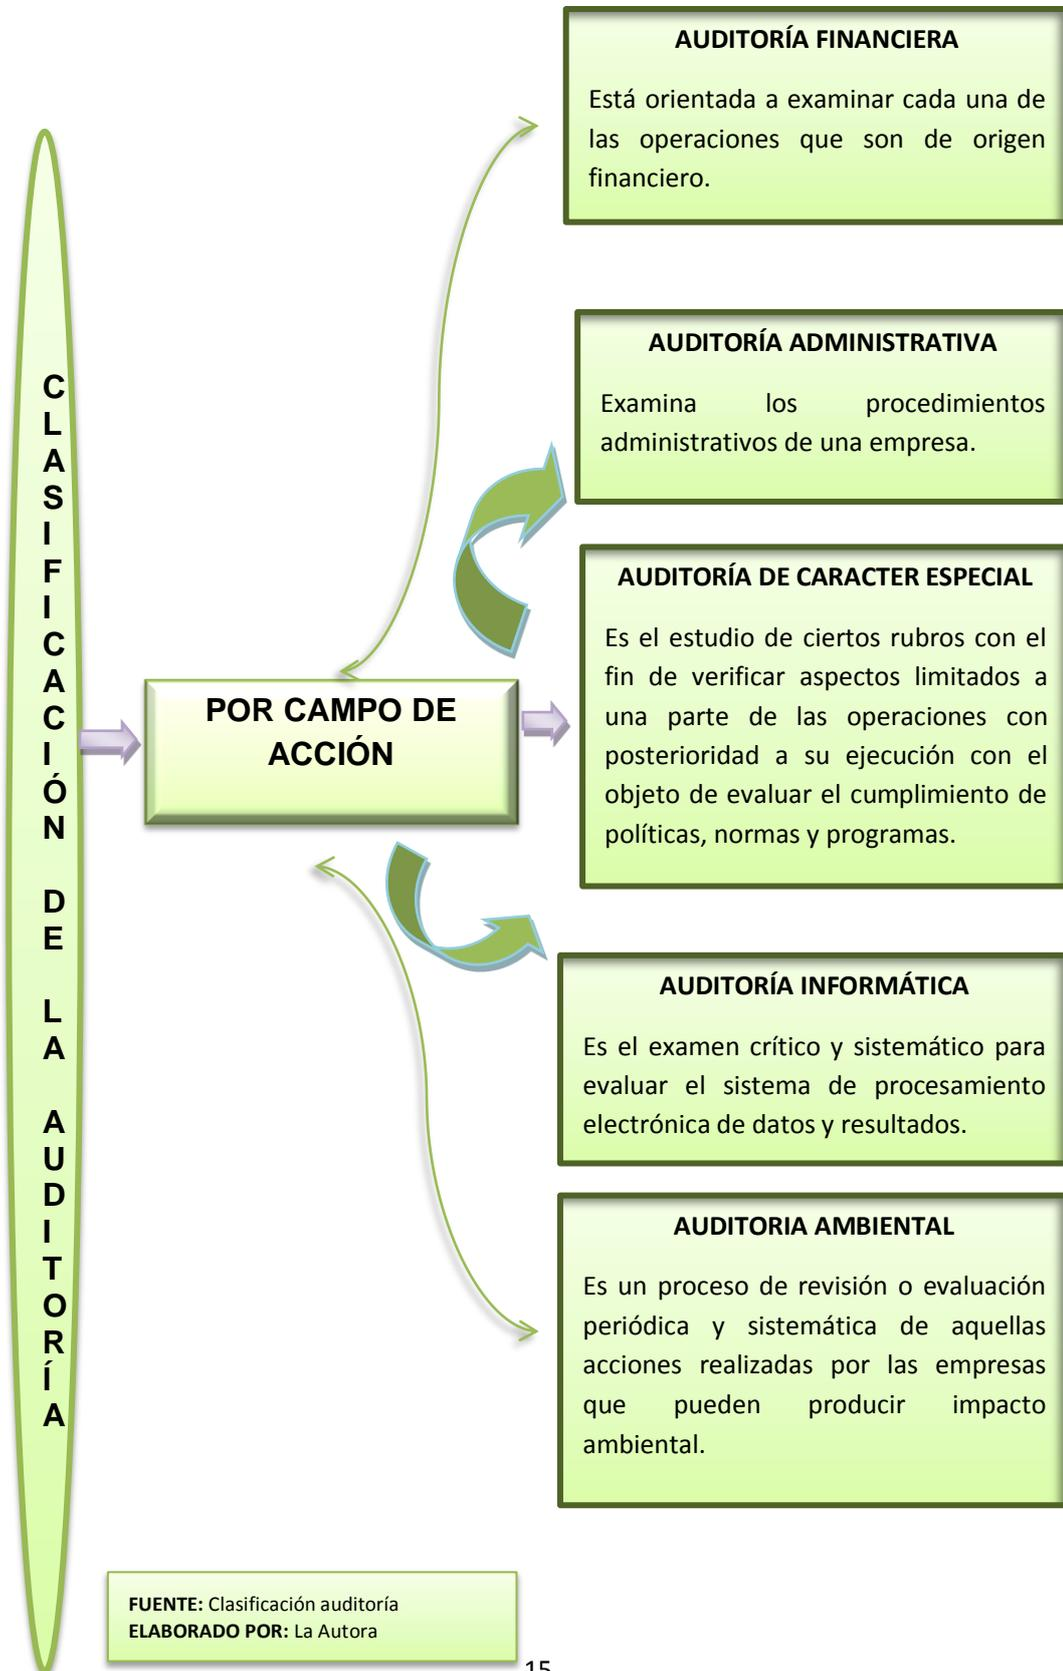 CLASIFICACIÓN DE LA AUDITORÍA
POR CAMPO DE
ACCIÓN
AUDITORÍA FINANCIERA
Está orientada a examinar cada una de
las operaciones que son de origen
financiero.
AUDITORÍA ADMINISTRATIVA
Examina los procedimientos
administrativos de una empresa.
AUDITORÍA DE CARACTER ESPECIAL
Es el estudio de ciertos rubros con el
fin de verificar aspectos limitados a
una parte de las operaciones con
posterioridad a su ejecución con el
objeto de evaluar el cumplimiento de
políticas, normas y programas.
AUDITORÍA INFORMÁTICA
Es el examen crítico y sistemático para
evaluar el sistema de procesamiento
electrónica de datos y resultados.
AUDITORIA AMBIENTAL
Es un proceso de revisión o evaluación
periódica y sistemática de aquellas
acciones realizadas por las empresas
que pueden producir impacto
ambiental.
FUENTE: Clasificación auditoría
ELABORADO POR: La Autora
15